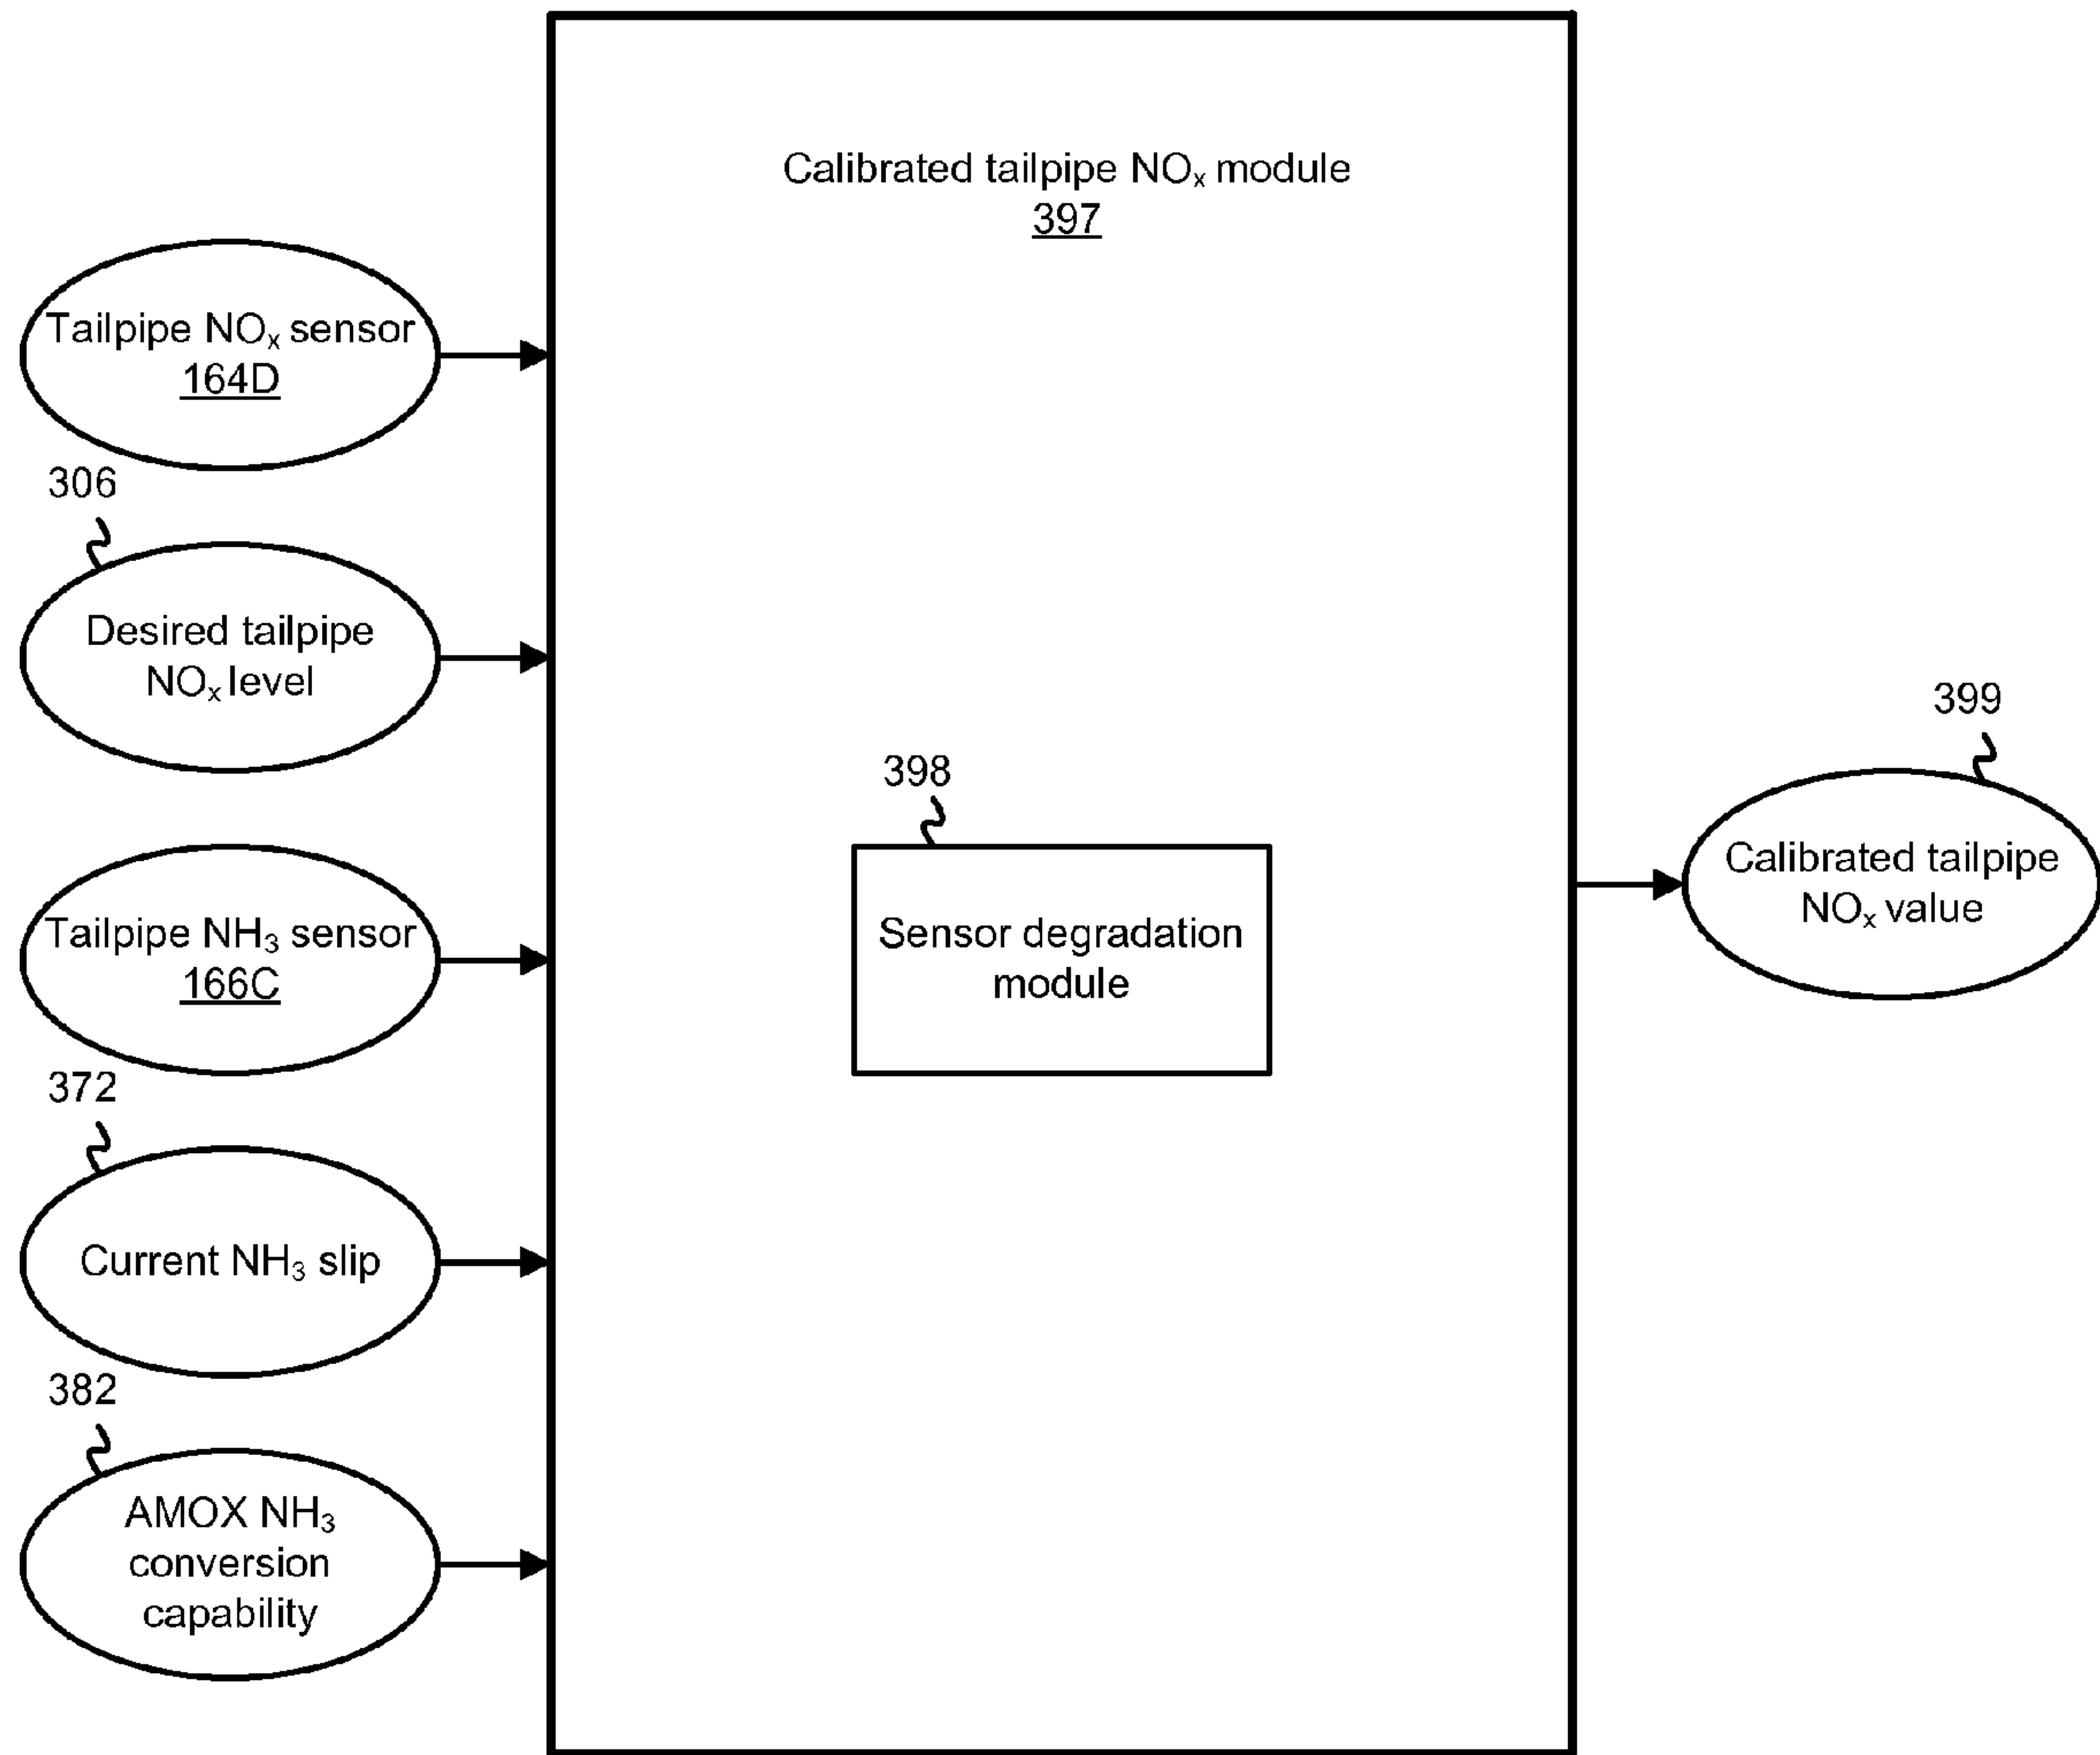 Calibrated tailpipe NOx module
397
Tailpipe NOx sensor
164D
306
Desired tailpipe
NOx level
Tailpipe NH3 sensor
166C
372
Current NH3 slip
382
AMOX NH3
conversion
capability
398
Sensor degradation
module
399
Calibrated tailpipe
NOx value